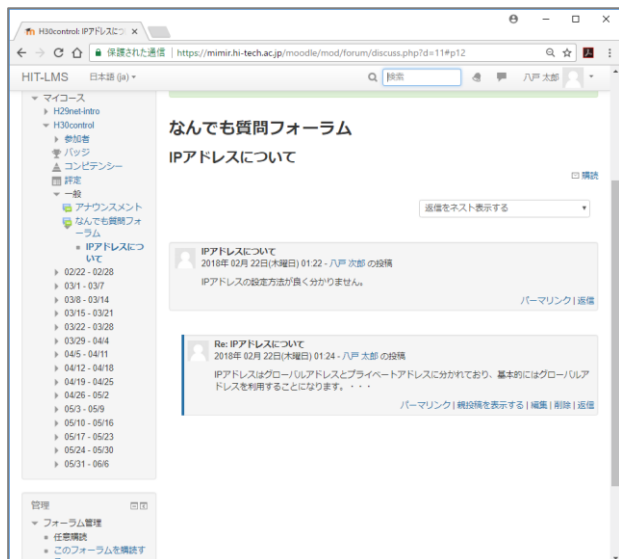 H30control: IPアドレスにつ
保護された通信 | https://mimir.hi-tech.ac.jp/moodle/mod/forum/discuss.php?d=11#p12
HIT-LMS 日本語 (ja) 検索 八戸 太郎
マイコース
H29net-intro
H30control
参加者
バッジ
コンピテンシー
評定
一般
アナウンスメント
なんでも質問フォ
ーラム
IPアドレスにつ
いて
02/22 - 02/28
03/1 - 03/7
03/8 - 03/14
03/15 - 03/21
03/22 - 03/28
03/29 - 04/4
04/5 - 04/11
04/12 - 04/18
04/19 - 04/25
04/26 - 05/2
05/3 - 05/9
05/10 - 05/16
05/17 - 05/23
05/24 - 05/30
05/31 - 06/6
管理
フォーラム管理
任意購読
このフォーラムを購読す
なんでも質問フォーラム
IPアドレスについて
購読
返信をネスト表示する
IPアドレスについて
2018年 02月 22日(木曜日) 01:22 - 八戸 次郎 の投稿
IPアドレスの設定方法が良く分かりません。
パーマリンク | 返信
Re: IPアドレスについて
2018年 02月 22日(木曜日) 01:24 - 八戸 太郎 の投稿
IPアドレスはグローバルアドレスとプライベートアドレスに分かれており、基本的にはグローバルア
ドレスを利用することになります。・・・
パーマリンク | 親投稿を表示する | 編集 | 削除 | 返信